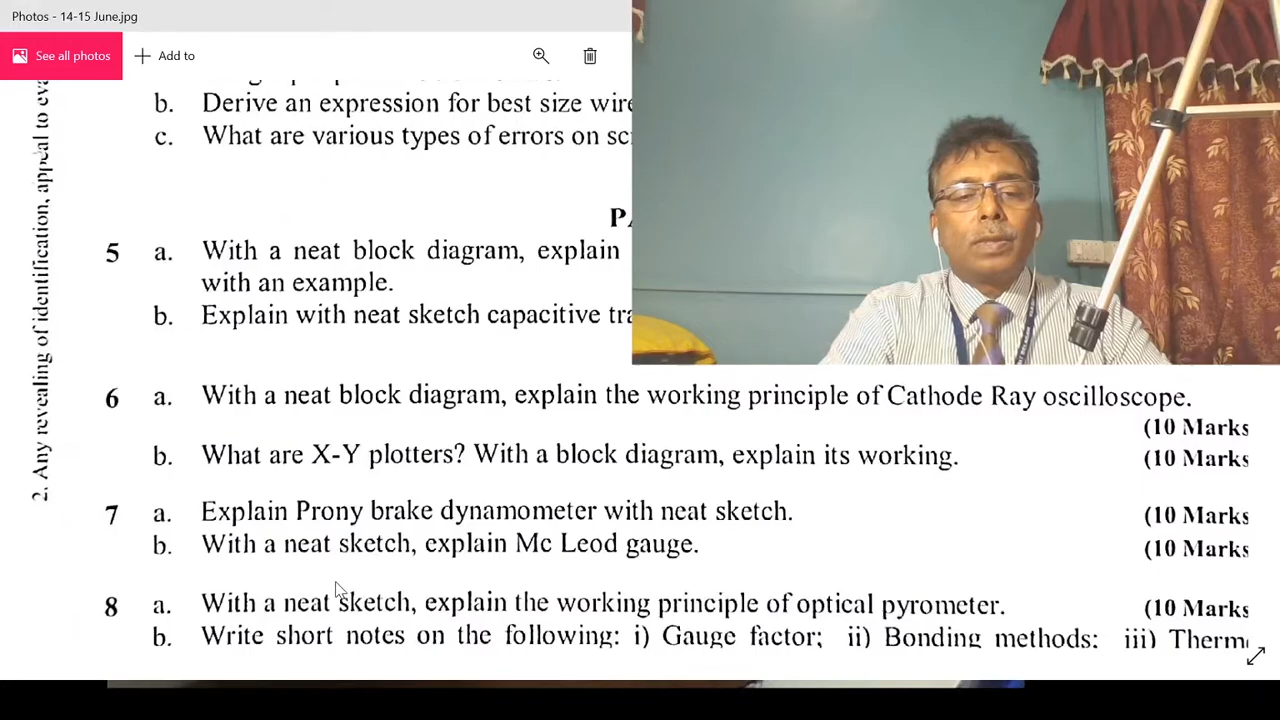 Photos - 14-15 June.jpg
See all photos
Add to
2. Any revealing of identification, appeal to
b. Derive an expression for best size wire
c. What are various types of errors on
5 a. With a neat block diagram, explain
with an example.
b. Explain with neat sketch capacitive
6 a. With a neat block diagram, explain the working principle of Cathode Ray oscilloscope.
(10 Marks
b. What are X-Y plotters? With a block diagram, explain its working. (10 Marks
7 a. Explain Prony brake dynamometer with neat sketch. (10 Marks
b. With a neat sketch, explain Mc Leod gauge. (10 Marks
8 a. With a neat sketch, explain the working principle of optical pyrometer. (10 Marks
b. Write short notes on the following: i) Gauge factor; ii) Bonding methods; iii)